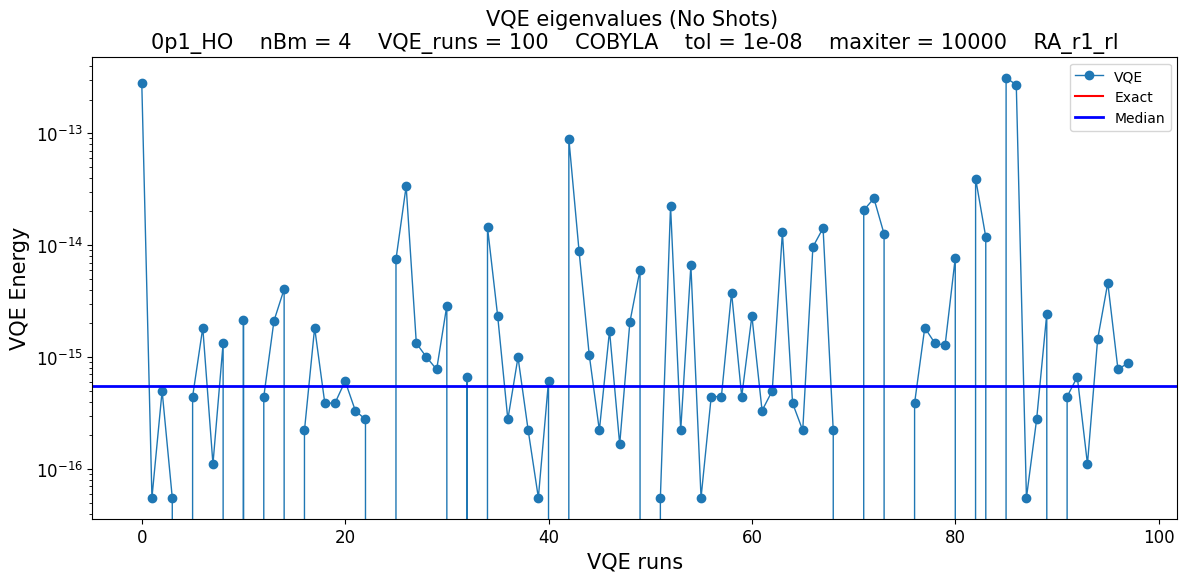 VQE eigenvalues (No Shots)
0p1_HO nBm = 4 VQE_runs = 100 COBYLA tol = 1e-08 maxiter = 10000 RA_r1_rl
VQE
Exact
Median
10⁻¹³
10⁻¹⁴
10⁻¹⁵
10⁻¹⁶
VQE Energy
0 20 40 60 80 100
VQE runs